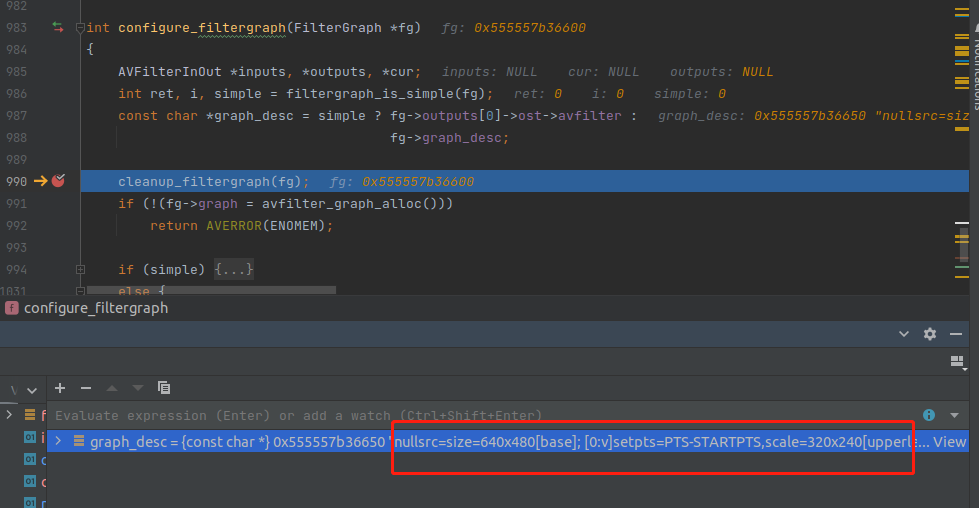 982
983 int configure_filtergraph(FilterGraph *fg) fg: 0x555557b36600
984 {
985 AVFilterInOut *inputs, *outputs, *cur; inputs: NULL cur: NULL outputs: NULL
986 int ret, i, simple = filtergraph_is_simple(fg); ret: 0 i: 0 simple: 0
987 const char *graph_desc = simple ? fg->outputs[0]->ost->avfilter : graph_desc: 0x555557b36650 "nullsrc=siz
988 fg->graph_desc;
989
990 cleanup_filtergraph(fg); fg: 0x555557b36600
991 if (!(fg->graph = avfilter_graph_alloc()))
992 return AVERROR(ENOMEM);
993
994 if (simple) {...}
1031 else {
f configure_filtergraph
Evaluate expression (Enter) or add a watch (Ctrl+Shift+Enter)
graph_desc = {const char *} 0x555557b36650 "nullsrc=size=640x480[base]; [0:v]setpts=PTS-STARTPTS,scale=320x240[upperle... View
01 i
01
01
01
Notifications